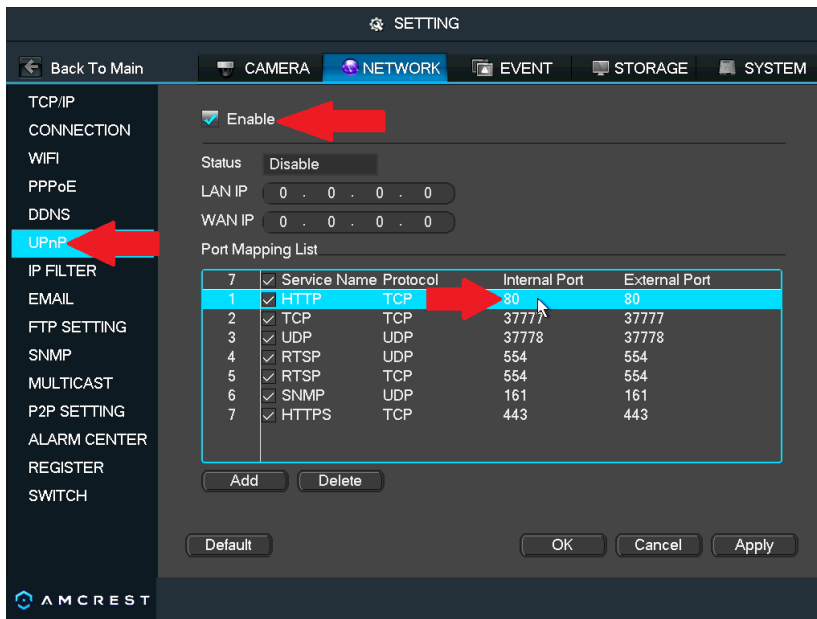 SETTING
Back To Main
CAMERA NETWORK EVENT STORAGE SYSTEM
TCP/IP
CONNECTION
WIFI
PPPoE
DDNS
UPnP
IP FILTER
EMAIL
FTP SETTING
SNMP
MULTICAST
P2P SETTING
ALARM CENTER
REGISTER
SWITCH
Enable
Status Disable
LAN IP 0 . 0 . 0 . 0
WAN IP 0 . 0 . 0 . 0
Port Mapping List
7 Service Name Protocol Internal Port External Port
1 HTTP TCP 80 80
2 TCP TCP 37777 37777
3 UDP UDP 37778 37778
4 RTSP UDP 554 554
5 RTSP TCP 554 554
6 SNMP UDP 161 161
7 HTTPS TCP 443 443
Add Delete
Default OK Cancel Apply
AMCREST